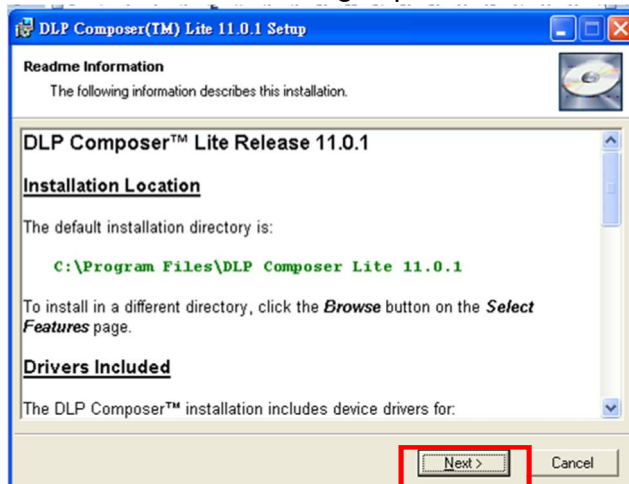 DLP Composer(TM) Lite 11.0.1 Setup
Readme Information
The following information describes this installation.
DLP Composer™ Lite Release 11.0.1
Installation Location
The default installation directory is:
C:\Program Files\DLP Composer Lite 11.0.1
To install in a different directory, click the Browse button on the Select
Features page.
Drivers Included
The DLP Composer™ installation includes device drivers for:
Next >
Cancel